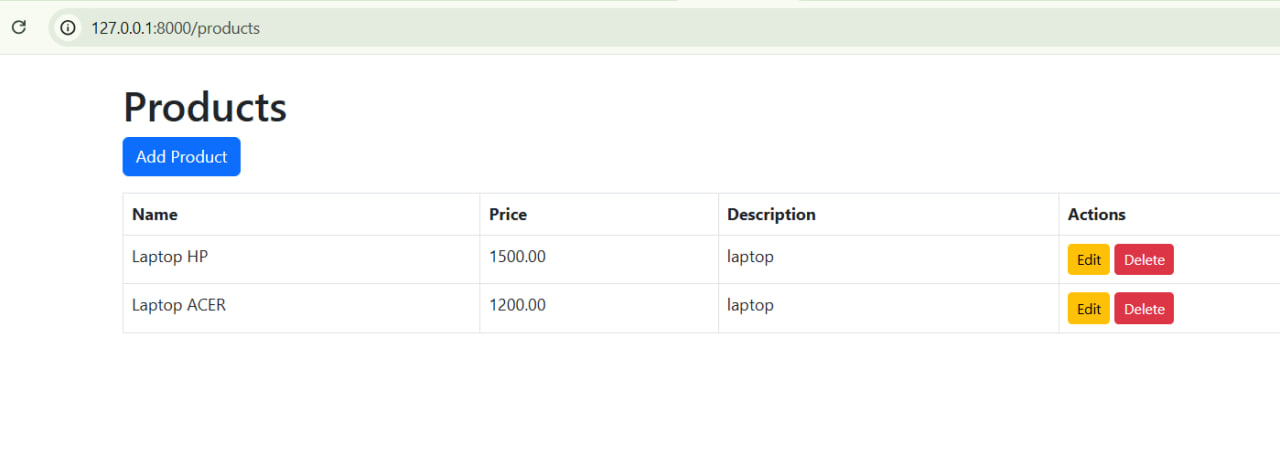 127.0.0.1:8000/products
Products
Add Product
Name Price Description Actions
Laptop HP 1500.00 laptop Edit Delete
Laptop ACER 1200.00 laptop Edit Delete